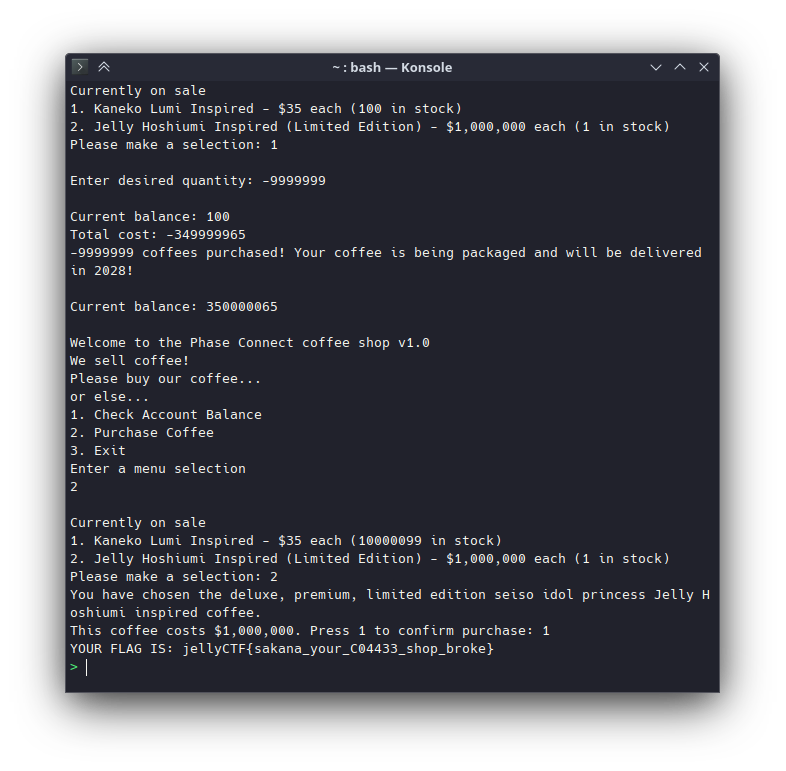 ~ : bash — Konsole
Currently on sale
1. Kaneko Lumi Inspired - $35 each (100 in stock)
2. Jelly Hoshiumi Inspired (Limited Edition) - $1,000,000 each (1 in stock)
Please make a selection: 1
Enter desired quantity: -9999999
Current balance: 100
Total cost: -349999965
-9999999 coffees purchased! Your coffee is being packaged and will be delivered
in 2028!
Current balance: 350000065
Welcome to the Phase Connect coffee shop v1.0
We sell coffee!
Please buy our coffee...
or else...
1. Check Account Balance
2. Purchase Coffee
3. Exit
Enter a menu selection
2
Currently on sale
1. Kaneko Lumi Inspired - $35 each (10000099 in stock)
2. Jelly Hoshiumi Inspired (Limited Edition) - $1,000,000 each (1 in stock)
Please make a selection: 2
You have chosen the deluxe, premium, limited edition seiso idol princess Jelly H
oshiumi inspired coffee.
This coffee costs $1,000,000. Press 1 to confirm purchase: 1
YOUR FLAG IS: jellyCTF{sakana_your_C04433_shop_broke}
>